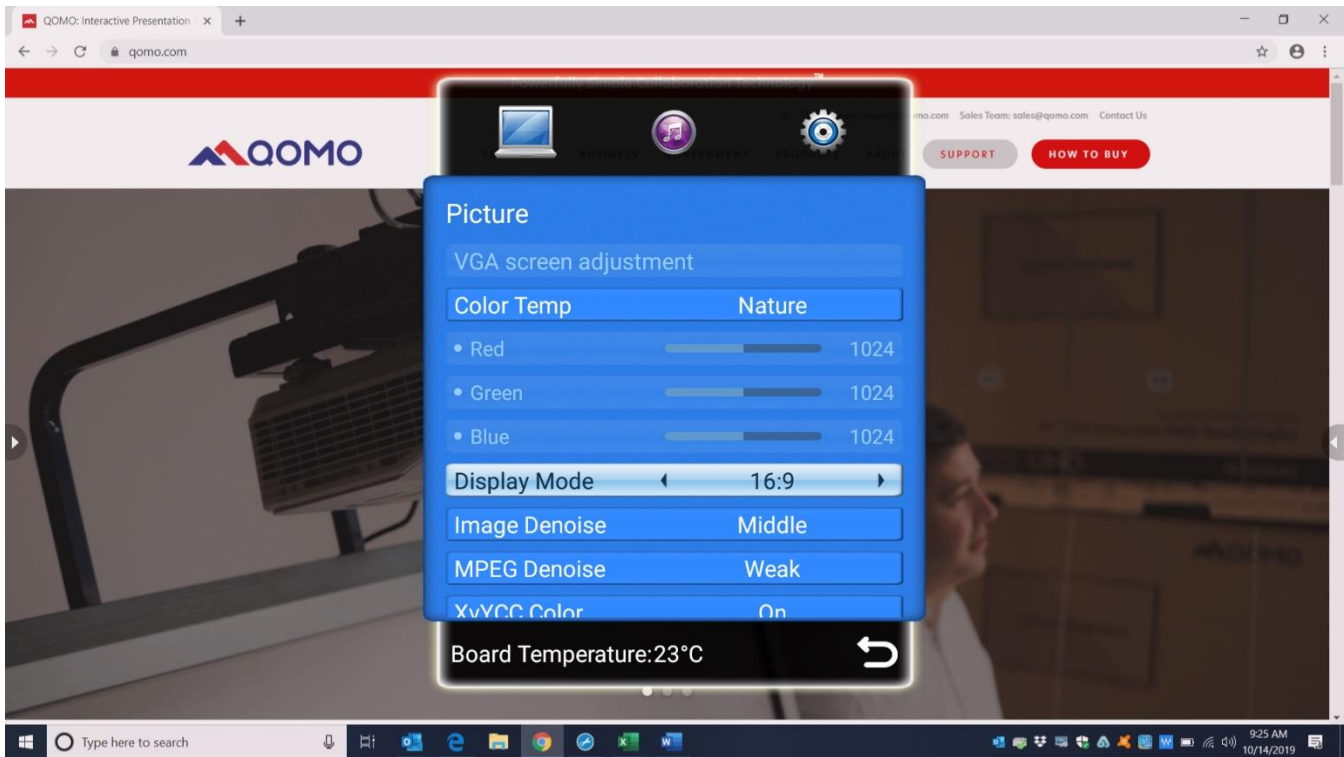 QOMO: Interactive Presentation
qomo.com
Powerfully Simple Collaboration Technology™
Sales Team: sales@qomo.com Contact Us
QOMO
BUSINESS GOVERNMENT PRODUCTS
SUPPORT
HOW TO BUY
Picture
VGA screen adjustment
Color Temp Nature
• Red 1024
• Green 1024
• Blue 1024
Display Mode 16:9
Image Denoise Middle
MPEG Denoise Weak
XvYCC Color On
Board Temperature:23°C
Type here to search
9:25 AM
10/14/2019